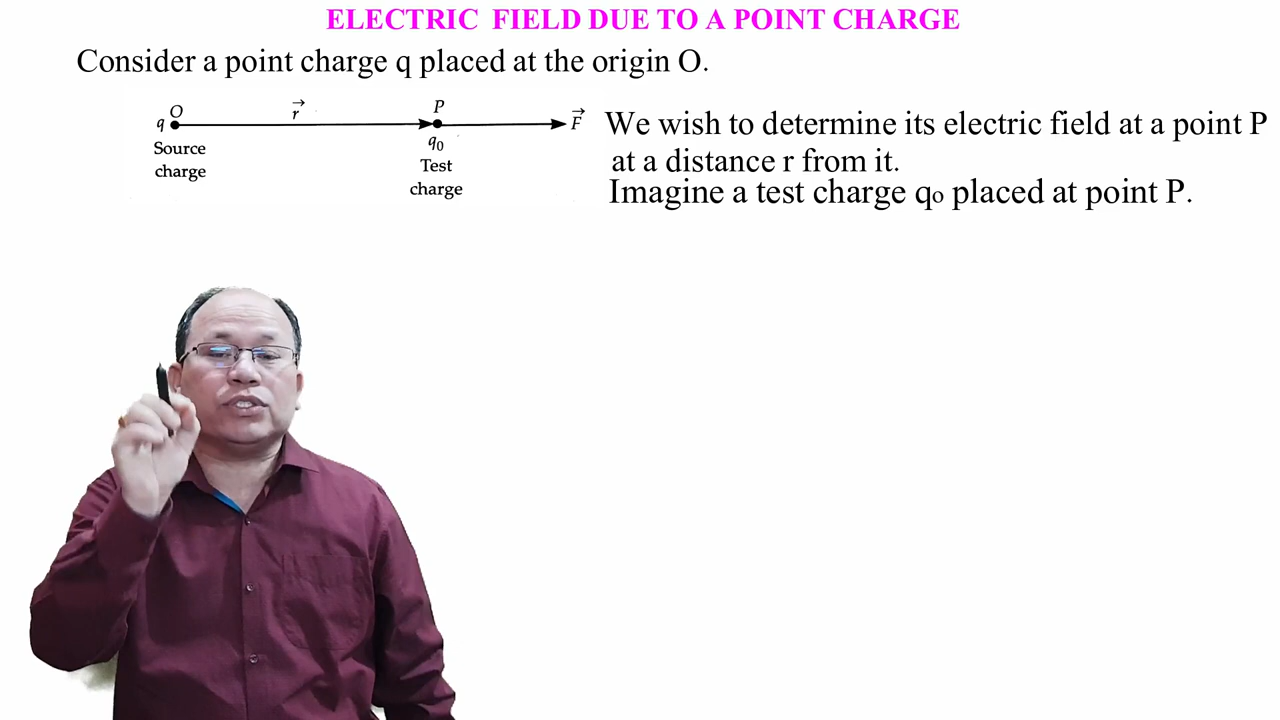 ELECTRIC FIELD DUE TO A POINT CHARGE
Consider a point charge q placed at the origin O.
O
r⃗
P
q
F⃗
q₀
Source
charge
Test
charge
We wish to determine its electric field at a point P
at a distance r from it.
Imagine a test charge q₀ placed at point P.